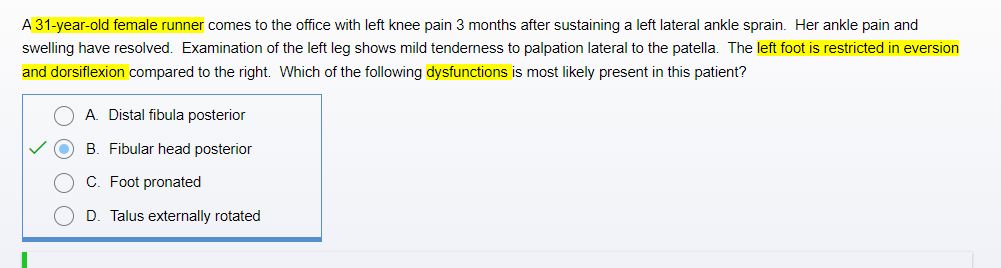 A 31-year-old female runner comes to the office with left knee pain 3 months after sustaining a left lateral ankle sprain.  Her ankle pain and
swelling have resolved.  Examination of the left leg shows mild tenderness to palpation lateral to the patella.  The left foot is restricted in eversion
and dorsiflexion compared to the right.  Which of the following dysfunctions is most likely present in this patient?
A.  Distal fibula posterior
B.  Fibular head posterior
C.  Foot pronated
D.  Talus externally rotated